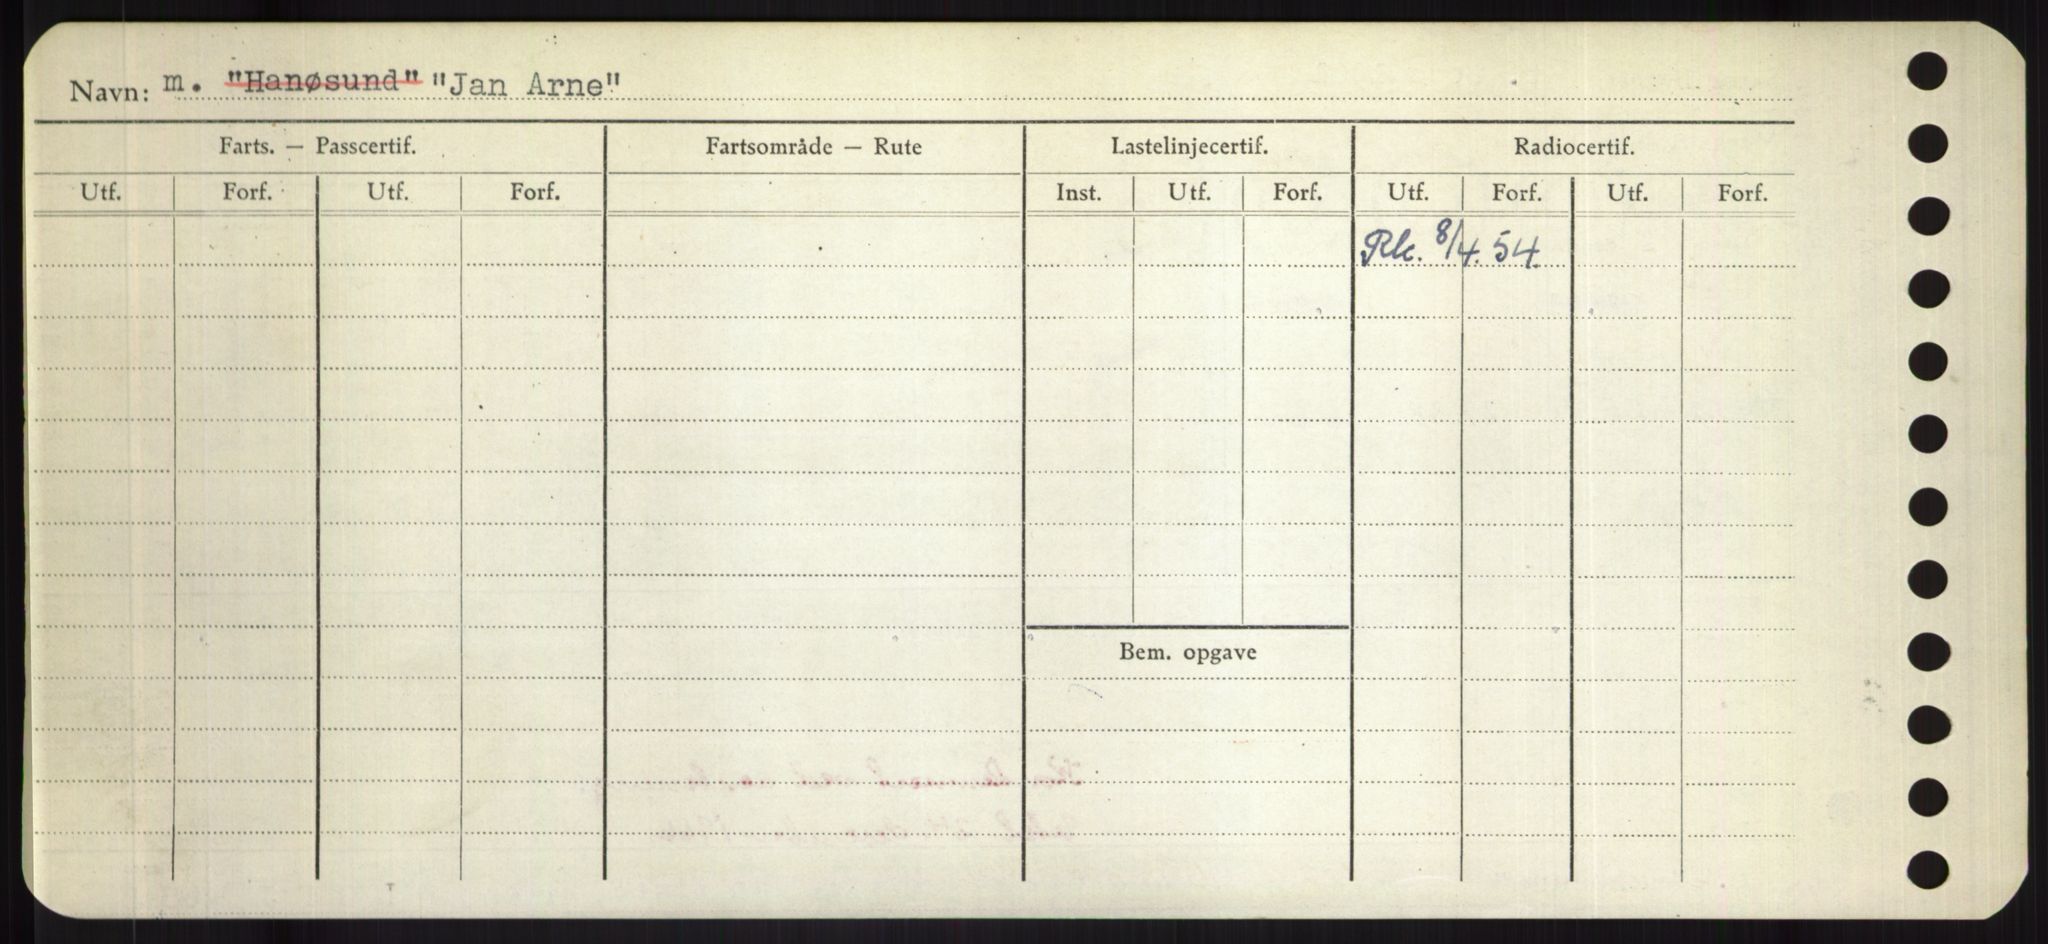 Navn: m. "Hanøsund" "Jan Arne"
Farts. — Passcertif. Fartsområde — Rute Lastelinjecertif. Radiocertif.
Utf. Forf. Utf. Forf. Inst. Utf. Forf. Utf. Forf. Utf. Forf.
Rk. 8/4. 54.
Bem. opgave